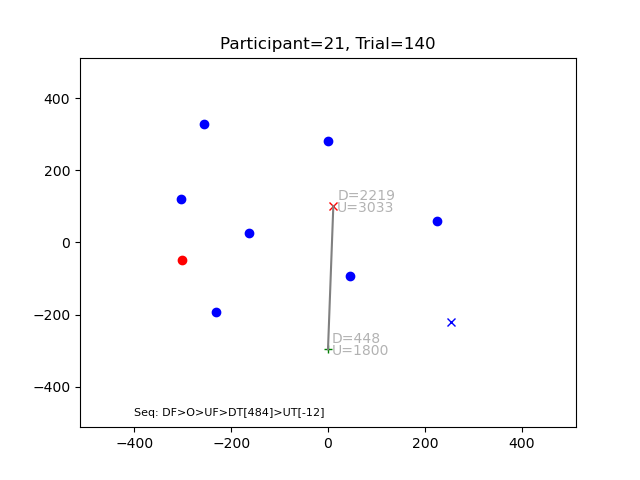 Participant=21, Trial=140
400
200
0
−200
−400
D=2219
U=3033
D=448
U=1800
Seq: DF>O>UF>DT[484]>UT[-12]
−400 −200 0 200 400